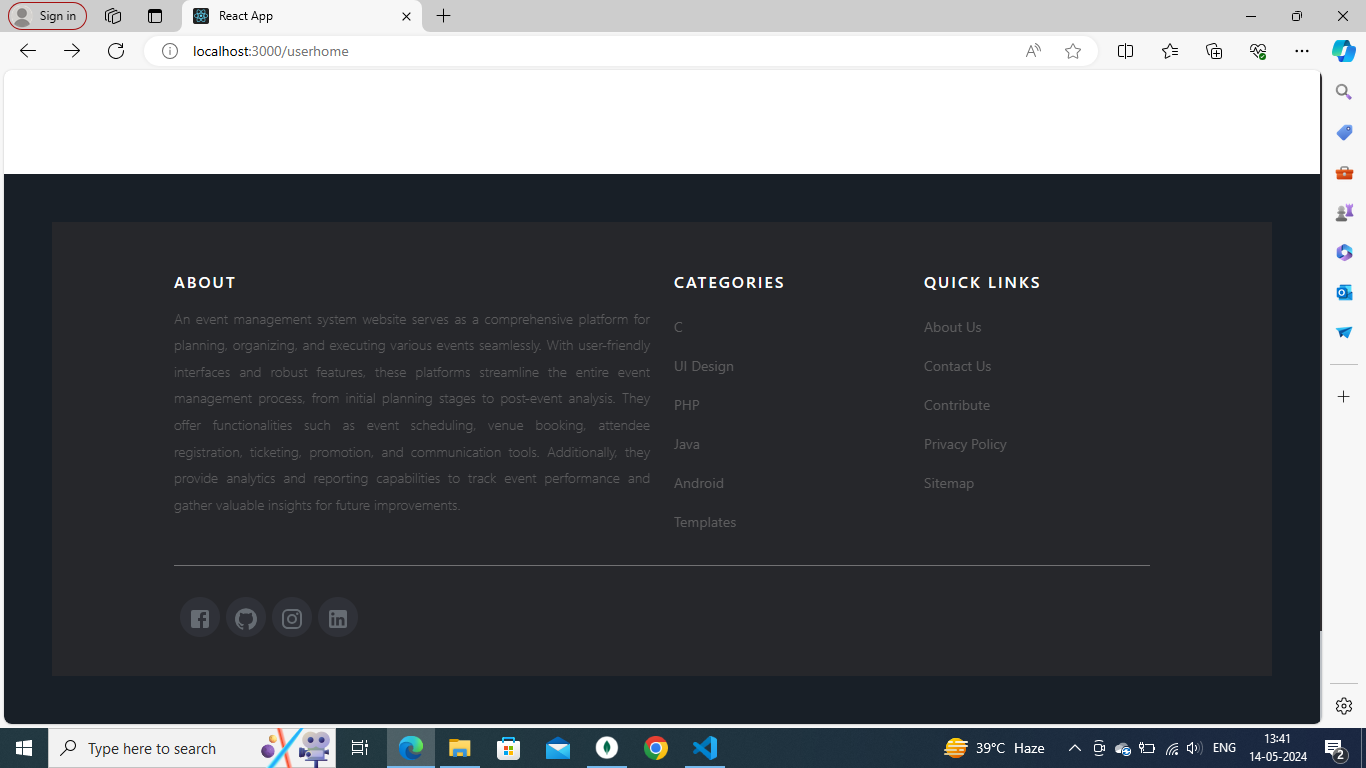 Sign in
React App
localhost:3000/userhome
ABOUT
An event management system website serves as a comprehensive platform for
planning, organizing, and executing various events seamlessly. With user-friendly
interfaces and robust features, these platforms streamline the entire event
management process, from initial planning stages to post-event analysis. They
offer functionalities such as event scheduling, venue booking, attendee
registration, ticketing, promotion, and communication tools. Additionally, they
provide analytics and reporting capabilities to track event performance and
gather valuable insights for future improvements.
CATEGORIES
C
UI Design
PHP
Java
Android
Templates
QUICK LINKS
About Us
Contact Us
Contribute
Privacy Policy
Sitemap
Type here to search
39°C Haze
ENG
13:41
14-05-2024
2